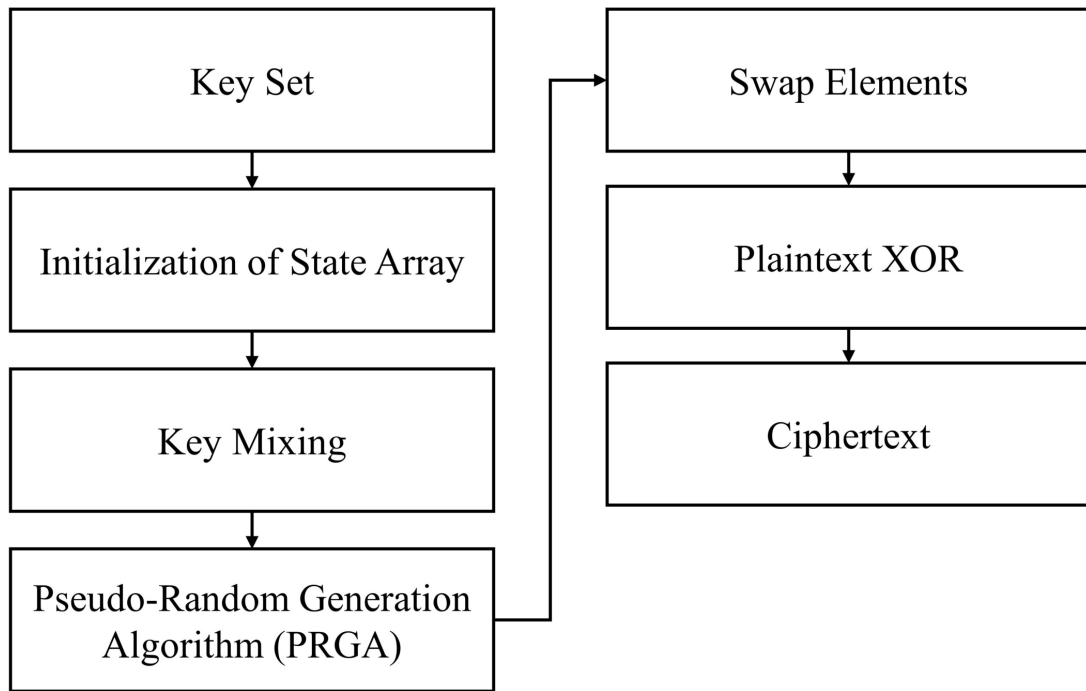 Key Set
Initialization of State Array
Key Mixing
Pseudo-Random Generation
Algorithm (PRGA)
Swap Elements
Plaintext XOR
Ciphertext